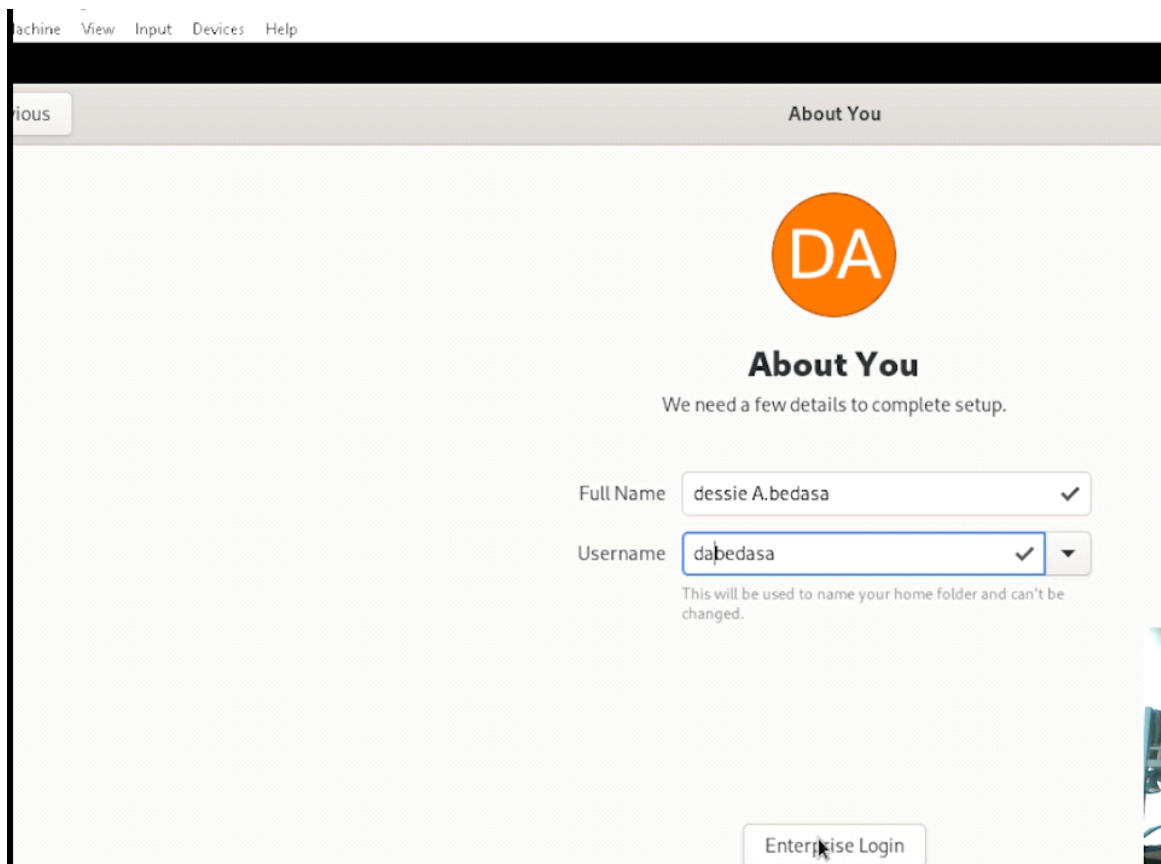 achine View Input Devices Help
ious About You
DA
About You
We need a few details to complete setup.
Full Name dessie A.bedasa
Username dabedasa
This will be used to name your home folder and can't be
changed.
Enterprise Login